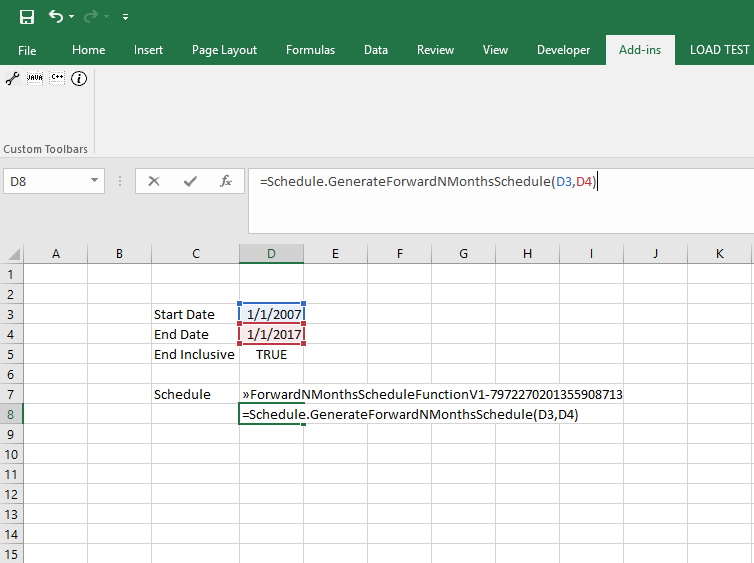 File Home Insert Page Layout Formulas Data Review View Developer Add-ins LOAD TEST
JAVA C++ i
Custom Toolbars
D8 fx =Schedule.GenerateForwardNMonthsSchedule(D3,D4)
A B C D E F G H I J K
1
2
3 Start Date 1/1/2007
4 End Date 1/1/2017
5 End Inclusive TRUE
6
7 Schedule »ForwardNMonthsScheduleFunctionV1-7972270201355908713
8 =Schedule.GenerateForwardNMonthsSchedule(D3,D4)
9
10
11
12
13
14
15